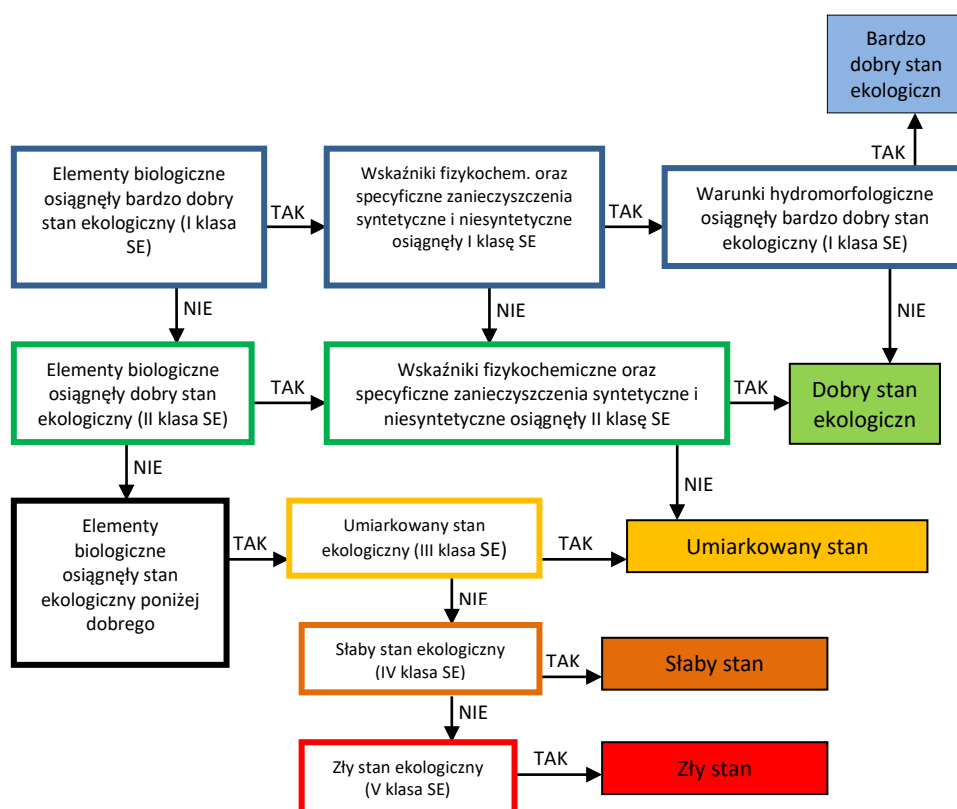 Bardzo
dobry stan
ekologiczn
TAK
Elementy biologiczne
osiągnęły bardzo dobry
stan ekologiczny (I klasa
SE)
TAK
Wskaźniki fizykochem. oraz
specyficzne zanieczyszczenia
syntetyczne i niesyntetyczne
osiągnęły I klasę SE
TAK
Warunki hydromorfologiczne
osiągnęły bardzo dobry stan
ekologiczny (I klasa SE)
NIE
NIE
NIE
Elementy biologiczne
osiągnęły dobry stan
ekologiczny (II klasa SE)
TAK
Wskaźniki fizykochemiczne oraz
specyficzne zanieczyszczenia syntetyczne i
niesyntetyczne osiągnęły II klasę SE
TAK
Dobry stan
ekologiczn
NIE
NIE
Elementy
biologiczne
osiągnęły stan
ekologiczny poniżej
dobrego
TAK
Umiarkowany stan
ekologiczny (III klasa SE)
TAK
Umiarkowany stan
NIE
Słaby stan ekologiczny
(IV klasa SE)
TAK
Słaby stan
NIE
Zły stan ekologiczny
(V klasa SE)
TAK
Zły stan